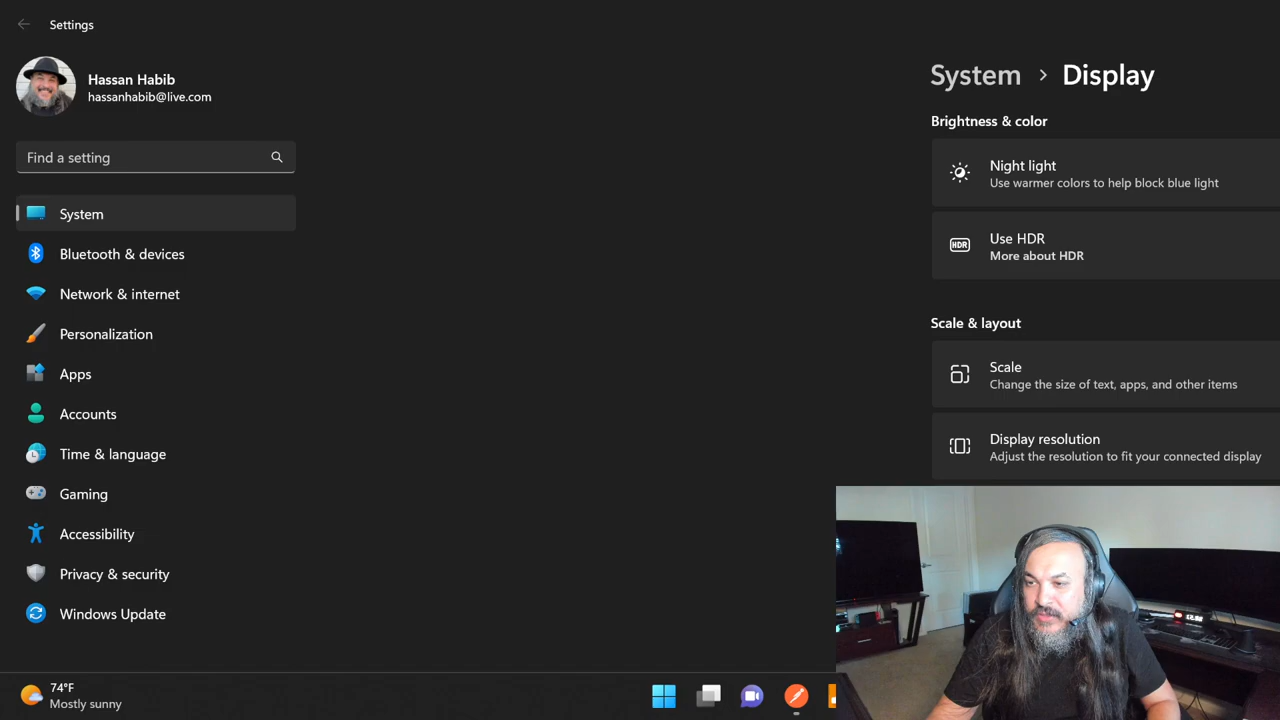 Settings
Hassan Habib
hassanhabib@live.com
Find a setting
System
Bluetooth & devices
Network & internet
Personalization
Apps
Accounts
Time & language
Gaming
Accessibility
Privacy & security
Windows Update
System > Display
Brightness & color
Night light
Use warmer colors to help block blue light
HDR
Use HDR
More about HDR
Scale & layout
Scale
Change the size of text, apps, and other items
Display resolution
Adjust the resolution to fit your connected display
74°F
Mostly sunny